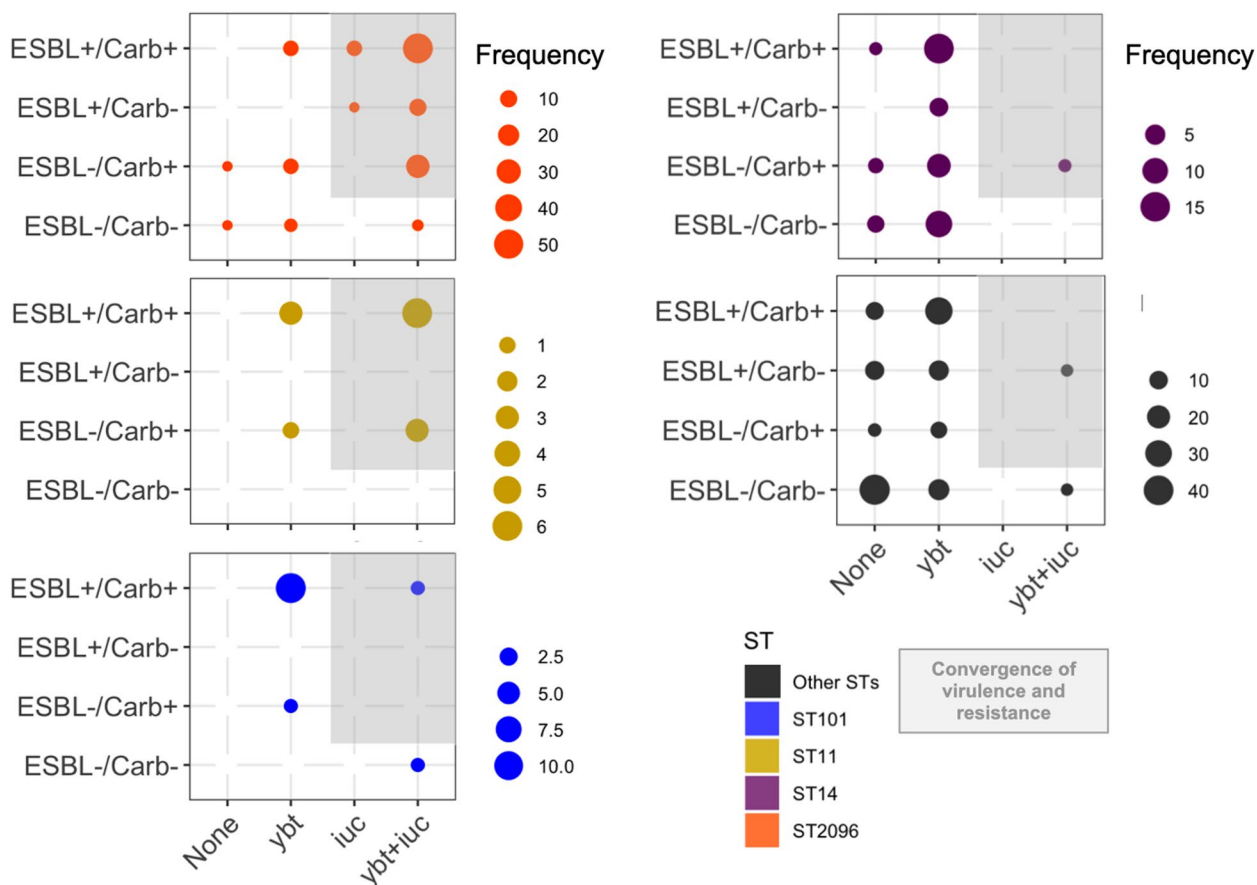 ESBL+/Carb+
ESBL+/Carb-
ESBL-/Carb+
ESBL-/Carb-
Frequency
10
20
30
40
50
ESBL+/Carb+
ESBL+/Carb-
ESBL-/Carb+
ESBL-/Carb-
Frequency
5
10
15
ESBL+/Carb+
ESBL+/Carb-
ESBL-/Carb+
ESBL-/Carb-
1
2
3
4
5
6
ESBL+/Carb+
ESBL+/Carb-
ESBL-/Carb+
ESBL-/Carb-
10
20
30
40
None
ybt
iuc
ybt+iuc
ESBL+/Carb+
ESBL+/Carb-
ESBL-/Carb+
ESBL-/Carb-
2.5
5.0
7.5
10.0
None
ybt
iuc
ybt+iuc
ST
Other STs
ST101
ST11
ST14
ST2096
Convergence of
virulence and
resistance